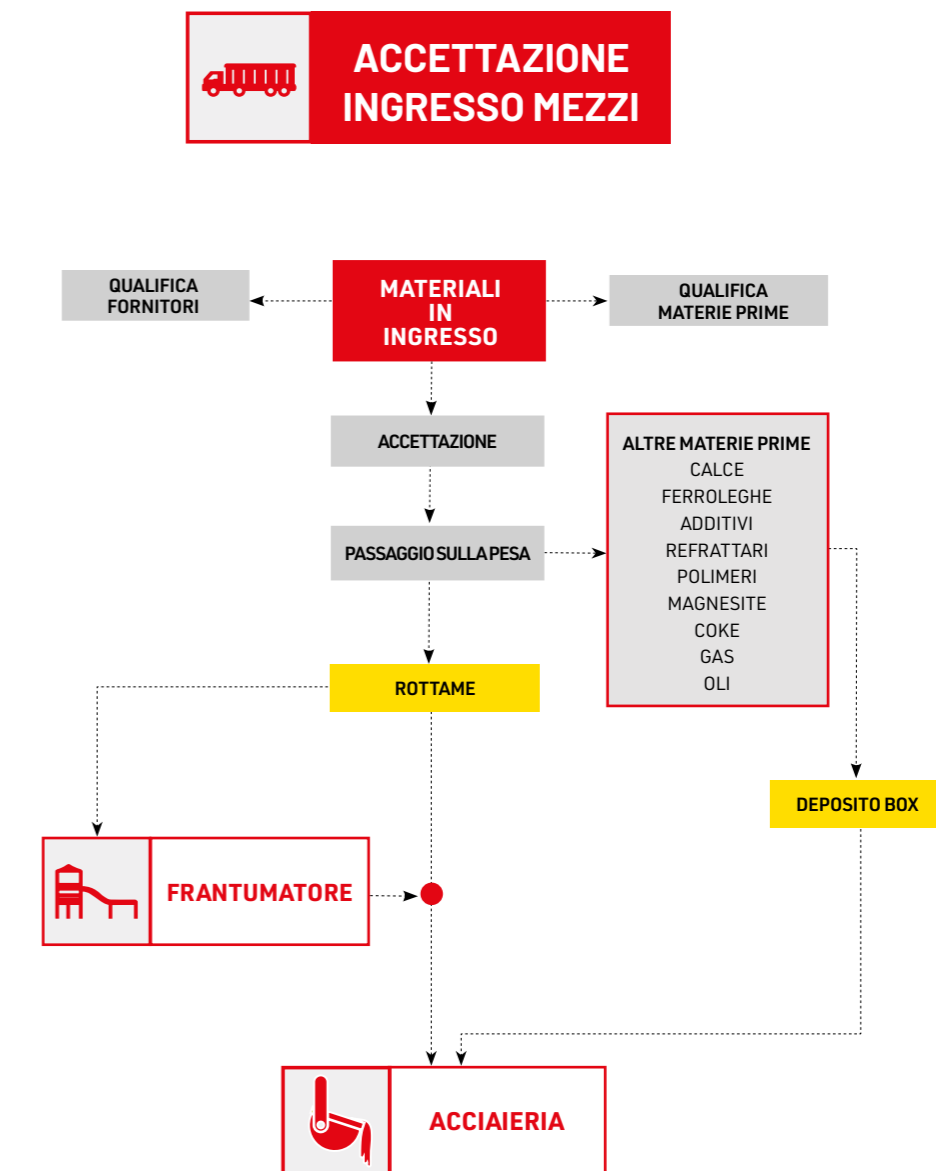 ACCETTAZIONE
INGRESSO MEZZI
QUALIFICA
FORNITORI
MATERIALI
IN
INGRESSO
QUALIFICA
MATERIE PRIME
ACCETTAZIONE
PASSAGGIO SULLA PESA
ALTRE MATERIE PRIME
CALCE
FERROLEGHE
ADDITIVI
REFRATTARI
POLIMERI
MAGNESITE
COKE
GAS
OLI
ROTTAME
DEPOSITO BOX
FRANTUMATORE
ACCIAIERIA